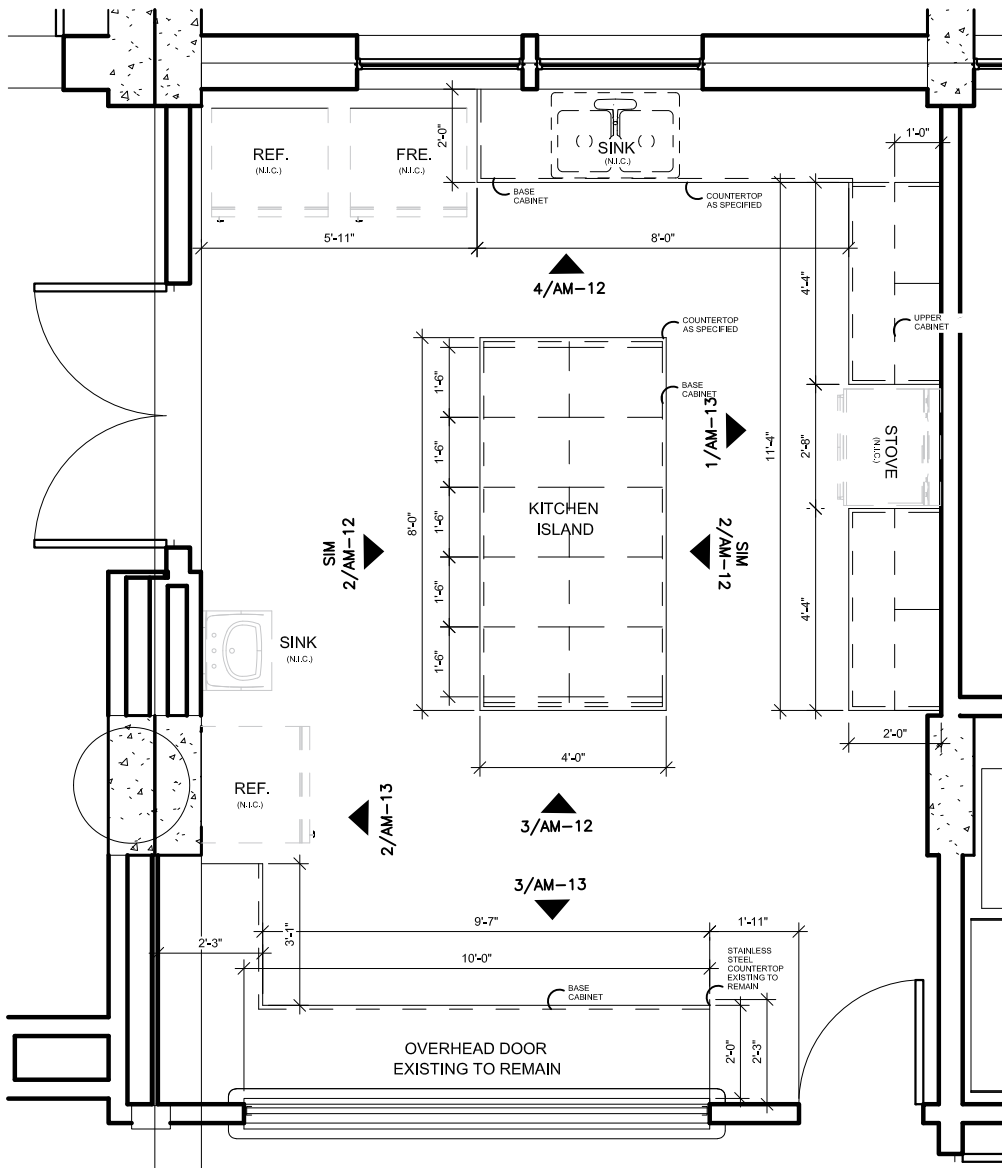 2'-0"
REF.
(N.I.C.)
FRE.
(N.I.C.)
SINK
(N.I.C.)
1'-0"
BASE
CABINET
COUNTERTOP
AS SPECIFIED
5'-11"
8'-0"
4/AM-12
4'-4"
COUNTERTOP
AS SPECIFIED
UPPER
CABINET
1'-6"
BASE
CABINET
1/AM-13
11'-4"
2'-8"
STOVE
(N.I.C.)
1'-6"
8'-0"
KITCHEN
ISLAND
1'-6"
SIM
2/AM-12
SIM
2/AM-12
1'-6"
4'-4"
1'-6"
SINK
(N.I.C.)
2'-0"
4'-0"
REF.
(N.I.C.)
2/AM-13
3/AM-12
3/AM-13
9'-7"
1'-11"
2'-3"
3'-1"
10'-0"
STAINLESS
STEEL
COUNTERTOP
EXISTING TO
REMAIN
BASE
CABINET
2'-0"
2'-3"
OVERHEAD DOOR
EXISTING TO REMAIN